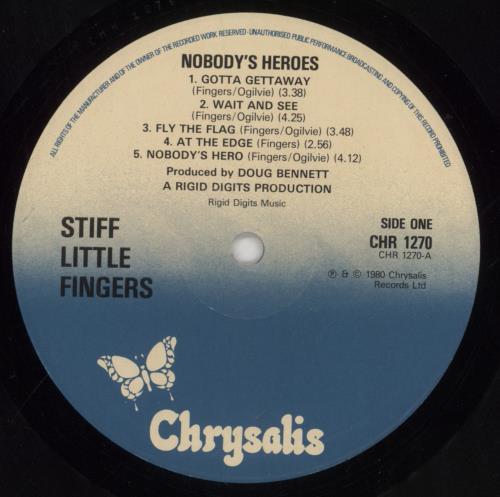 ALL RIGHTS OF THE MANUFACTURER AND OF THE OWNER OF THE RECORDED WORK RESERVED · UNAUTHORISED PUBLIC PERFORMANCE BROADCASTING AND COPYING OF THIS RECORD PROHIBITED
NOBODY'S HEROES
1. GOTTA GETTAWAY
(Fingers/Ogilvie) (3.38)
2. WAIT AND SEE
(Fingers/Ogilvie) (4.25)
3. FLY THE FLAG (Fingers/Ogilvie) (3.48)
4. AT THE EDGE (Fingers) (2.56)
5. NOBODY'S HERO (Fingers/Ogilvie) (4.12)
Produced by DOUG BENNETT
A RIGID DIGITS PRODUCTION
Rigid Digits Music
STIFF
LITTLE
FINGERS
SIDE ONE
CHR 1270
CHR 1270-A
℗ & © 1980 Chrysalis
Records Ltd
Chrysalis